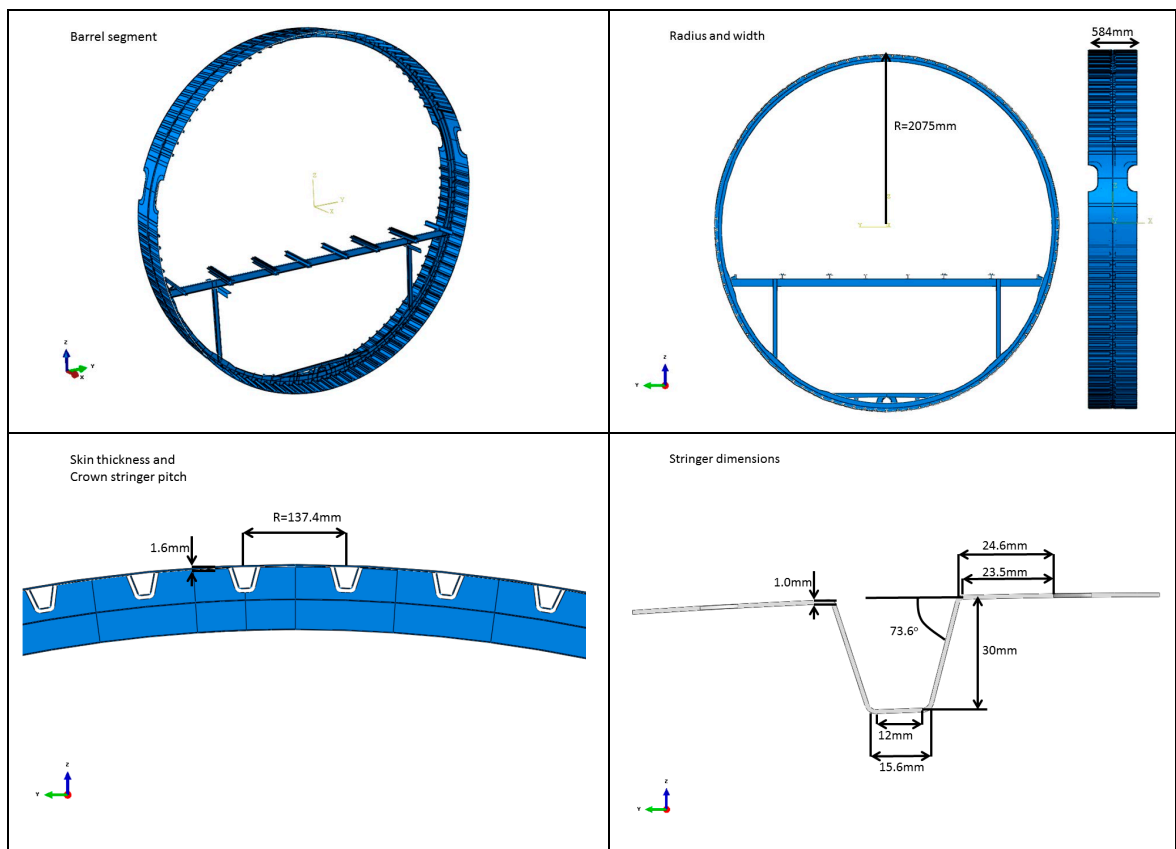 Barrel segment
Z
Y
X
Radius and width
584mm
R=2075mm
Z
Y
Skin thickness and
Crown stringer pitch
R=137.4mm
1.6mm
Z
Y
Stringer dimensions
24.6mm
1.0mm
23.5mm
73.6°
30mm
12mm
15.6mm
Z
Y